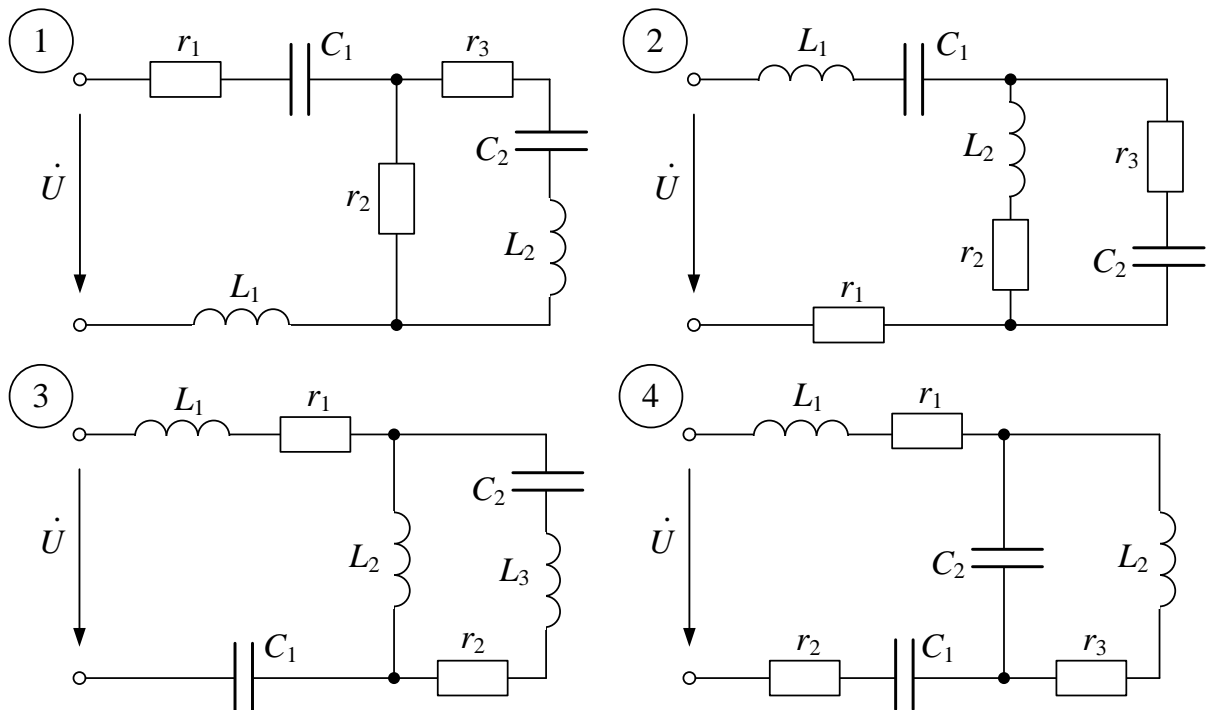 1
r₁
C₁
r₃
U̇
r₂
C₂
L₂
L₁
2
L₁
C₁
U̇
L₂
r₃
r₂
C₂
r₁
3
L₁
r₁
U̇
L₂
C₂
L₃
C₁
r₂
4
L₁
r₁
U̇
C₂
L₂
r₂
C₁
r₃